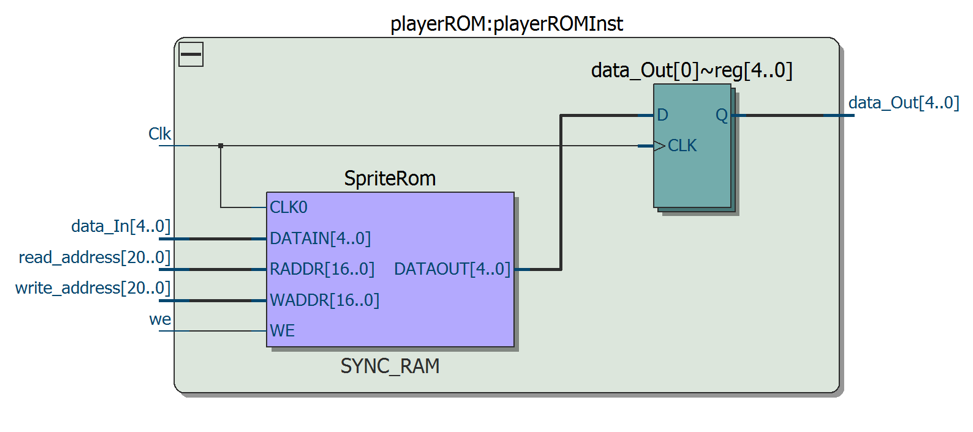 playerROM:playerROMInst
data_Out[0]~reg[4..0]
data_Out[4..0]
D
Q
Clk
>CLK
SpriteRom
CLK0
data_In[4..0]
DATAIN[4..0]
read_address[20..0]
RADDR[16..0]
DATAOUT[4..0]
write_address[20..0]
WADDR[16..0]
we
WE
SYNC_RAM